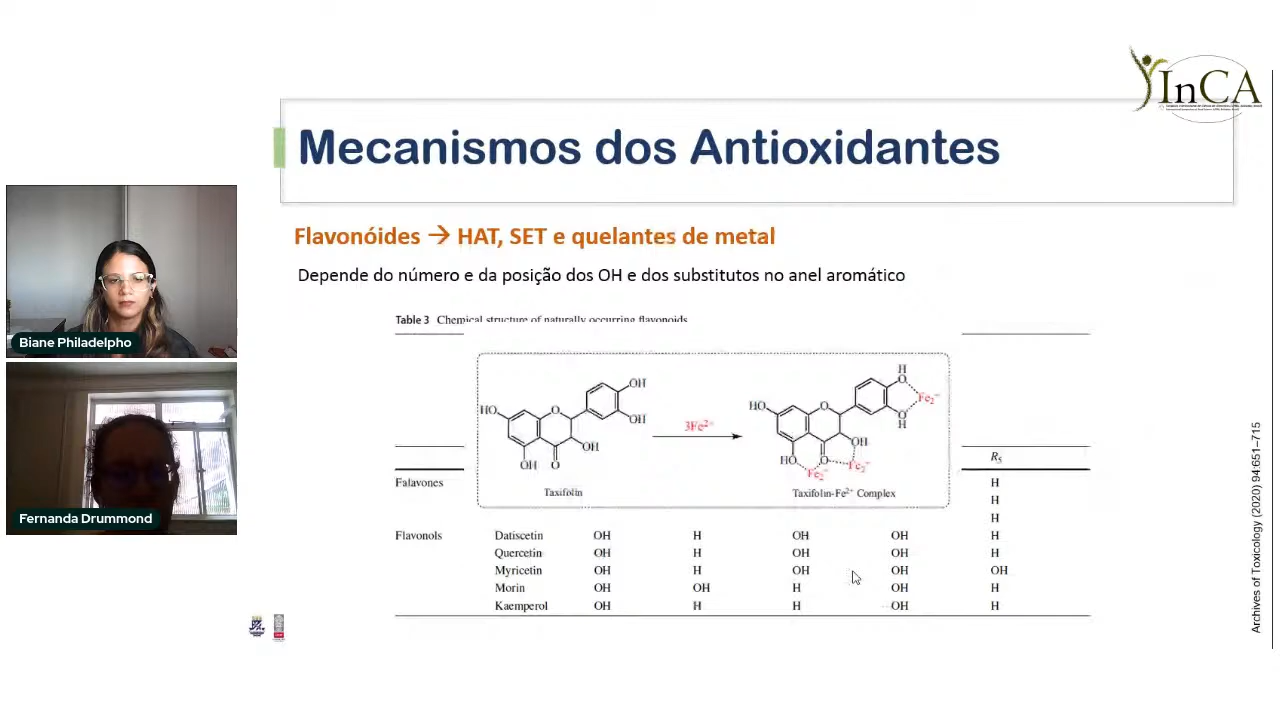 InCA
Mecanismos dos Antioxidantes
Flavonóides → HAT, SET e quelantes de metal
Depende do número e da posição dos OH e dos substitutos no anel aromático
Biane Philadelpho
Fernanda Drummond
Table 3 Chemical structure of naturally occurring flavonoids
HO OH OH OH OH O O
Taxifolin
3Fe²⁺
HO HO OH O O H O O H Fe₂⁻ Fe₂⁻ Fe₂⁻
Taxifolin-Fe²⁺ Complex
R₅
Falavones H
H
H
Flavonols Datiscetin OH H OH OH H
Quercetin OH H OH OH H
Myricetin OH H OH OH OH
Morin OH OH H OH H
Kaemperol OH H H OH H
Archives of Toxicology (2020) 94:651–715